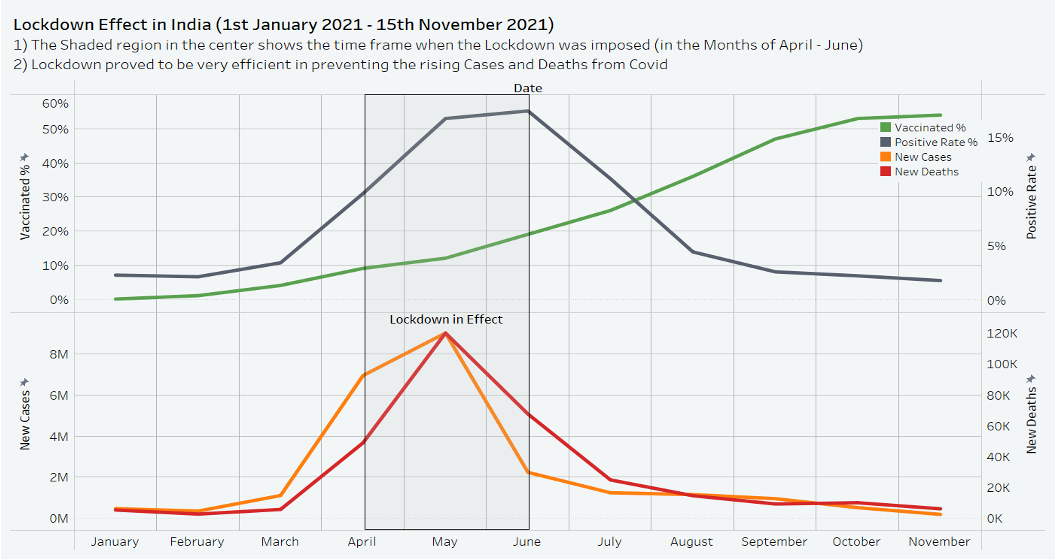 Lockdown Effect in India (1st January 2021 - 15th November 2021)
1) The Shaded region in the center shows the time frame when the Lockdown was imposed (in the Months of April - June)
2) Lockdown proved to be very efficient in preventing the rising Cases and Deaths from Covid
Date
60%
50%
40%
30%
20%
10%
0%
Vaccinated %
15%
10%
5%
0%
Positive Rate
Vaccinated %
Positive Rate %
New Cases
New Deaths
Lockdown in Effect
8M
6M
4M
2M
0M
New Cases
120K
100K
80K
60K
40K
20K
0K
New Deaths
January February March April May June July August September October November